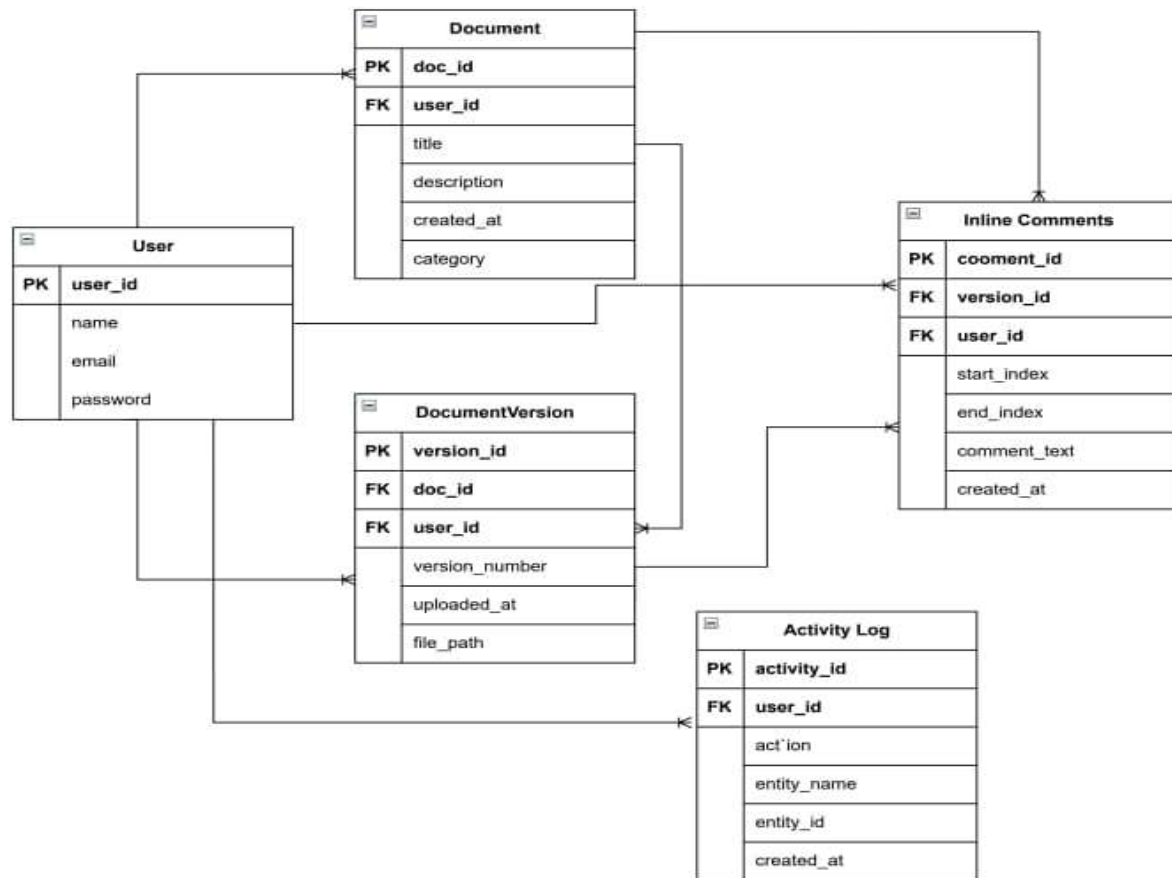 Document
PK doc_id
FK user_id
title
description
created_at
category
User
PK user_id
name
email
password
DocumentVersion
PK version_id
FK doc_id
FK user_id
version_number
uploaded_at
file_path
Inline Comments
PK cooment_id
FK version_id
FK user_id
start_index
end_index
comment_text
created_at
Activity Log
PK activity_id
FK user_id
act`ion
entity_name
entity_id
created_at